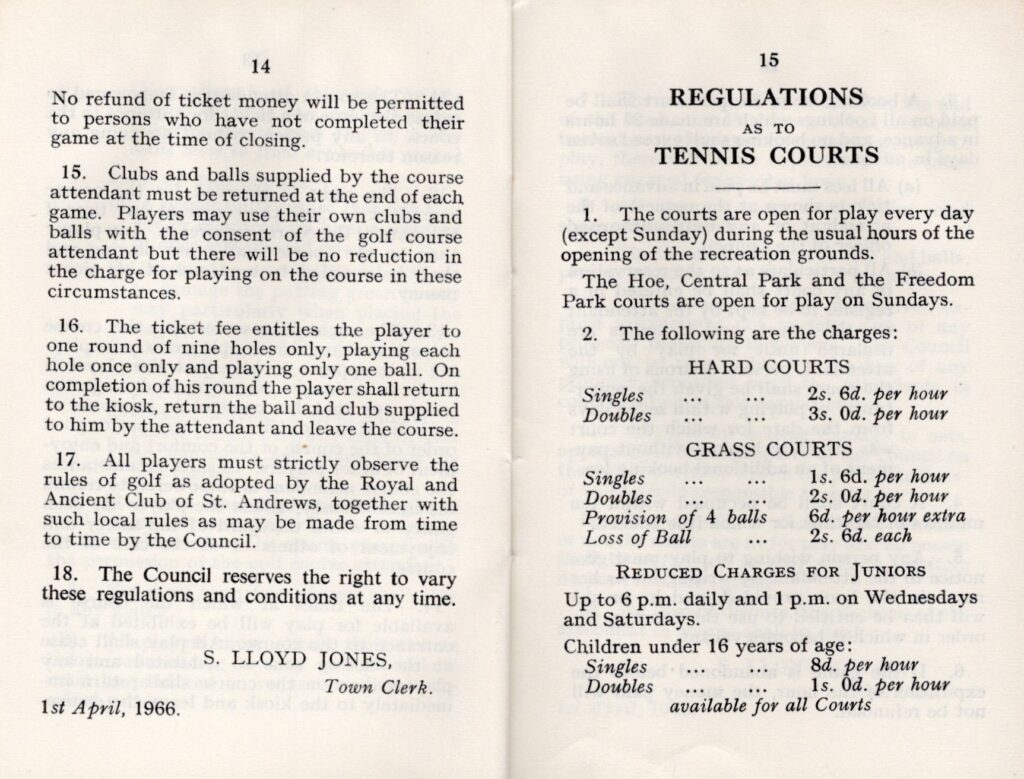 14
No refund of ticket money will be permitted
to persons who have not completed their
game at the time of closing.
15. Clubs and balls supplied by the course
attendant must be returned at the end of each
game. Players may use their own clubs and
balls with the consent of the golf course
attendant but there will be no reduction in
the charge for playing on the course in these
circumstances.
16. The ticket fee entitles the player to
one round of nine holes only, playing each
hole once only and playing only one ball. On
completion of his round the player shall return
to the kiosk, return the ball and club supplied
to him by the attendant and leave the course.
17. All players must strictly observe the
rules of golf as adopted by the Royal and
Ancient Club of St. Andrews, together with
such local rules as may be made from time
to time by the Council.
18. The Council reserves the right to vary
these regulations and conditions at any time.
S. LLOYD JONES,
Town Clerk.
1st April, 1966.
15
REGULATIONS
AS TO
TENNIS COURTS
1. The courts are open for play every day
(except Sunday) during the usual hours of the
opening of the recreation grounds.
The Hoe, Central Park and the Freedom
Park courts are open for play on Sundays.
2. The following are the charges:
HARD COURTS
Singles ... ... 2s. 6d. per hour
Doubles ... ... 3s. 0d. per hour
GRASS COURTS
Singles ... ... 1s. 6d. per hour
Doubles ... ... 2s. 0d. per hour
Provision of 4 balls 6d. per hour extra
Loss of Ball ... 2s. 6d. each
REDUCED CHARGES FOR JUNIORS
Up to 6 p.m. daily and 1 p.m. on Wednesdays
and Saturdays.
Children under 16 years of age:
Singles ... ... 8d. per hour
Doubles ... ... 1s. 0d. per hour
available for all Courts